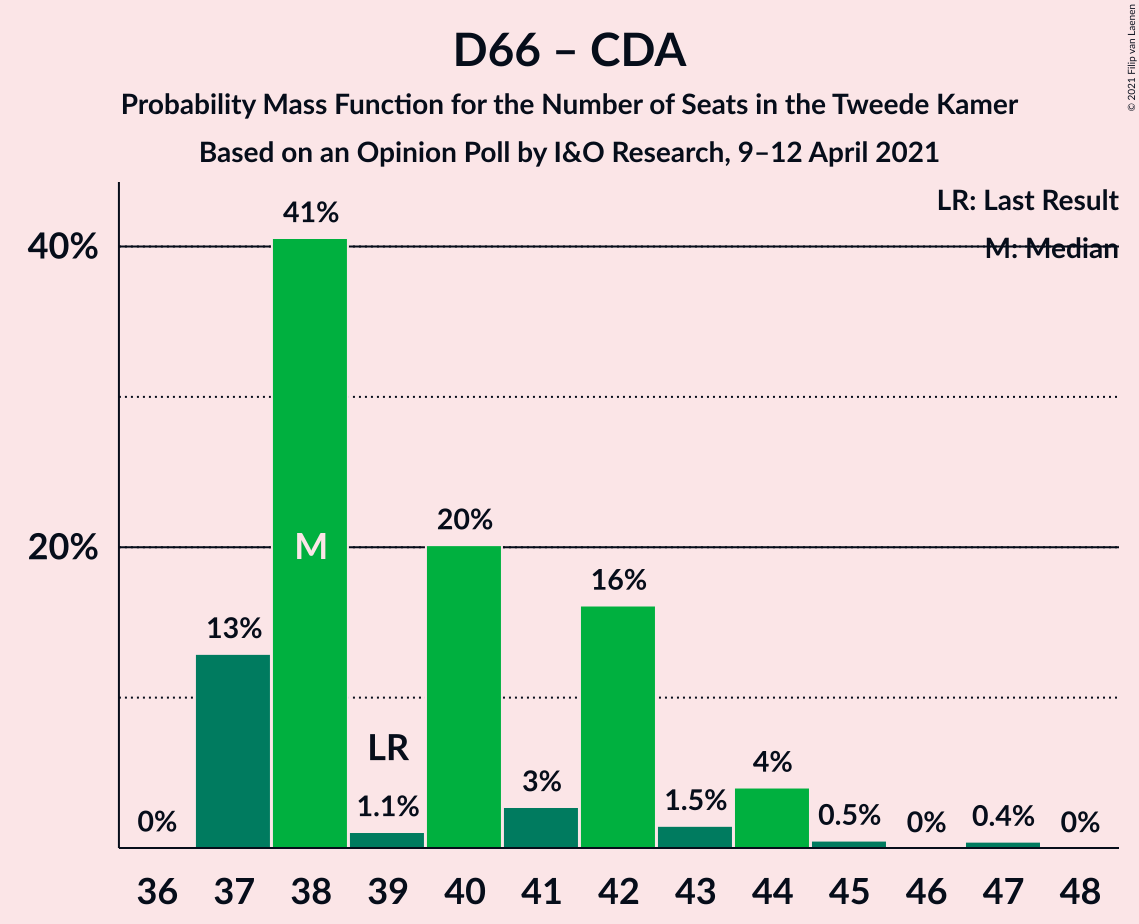 D66 – CDA
Probability Mass Function for the Number of Seats in the Tweede Kamer
Based on an Opinion Poll by I&O Research, 9–12 April 2021
© 2021 Filip van Laenen
LR: Last Result
M: Median
40%
20%
0%
13%
41%
M
LR
1.1%
20%
3%
16%
1.5%
4%
0.5%
0%
0.4%
0%
36 37 38 39 40 41 42 43 44 45 46 47 48